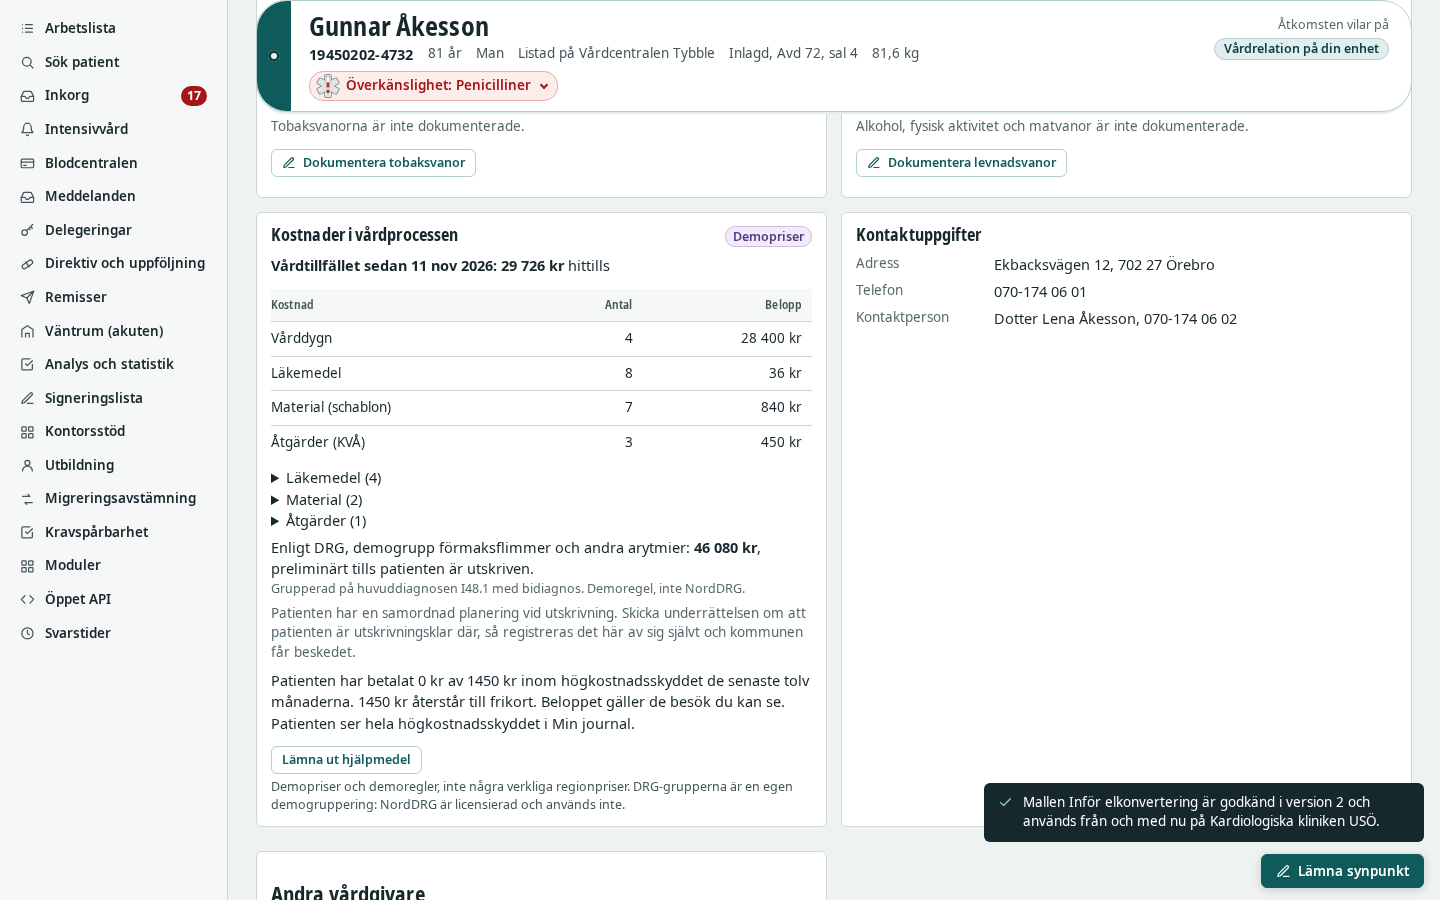 Arbetslista
Sök patient
Inkorg
17
Intensivvård
Blodcentralen
Meddelanden
Delegeringar
Direktiv och uppföljning
Remisser
Väntrum (akuten)
Analys och statistik
Signeringslista
Kontorsstöd
Utbildning
Migreringsavstämning
Kravspårbarhet
Moduler
Öppet API
Svarstider
Gunnar Åkesson
19450202-4732 81 år Man Listad på Vårdcentralen Tybble Inlagd, Avd 72, sal 4 81,6 kg
Överkänslighet: Penicilliner
Åtkomsten vilar på
Vårdrelation på din enhet
Tobaksvanorna är inte dokumenterade.
Dokumentera tobaksvanor
Alkohol, fysisk aktivitet och matvanor är inte dokumenterade.
Dokumentera levnadsvanor
Kostnader i vårdprocessen
Demopriser
Vårdtillfället sedan 11 nov 2026: 29 726 kr hittills
Kostnad Antal Belopp
Vårddygn 4 28 400 kr
Läkemedel 8 36 kr
Material (schablon) 7 840 kr
Åtgärder (KVÅ) 3 450 kr
Läkemedel (4)
Material (2)
Åtgärder (1)
Enligt DRG, demogrupp förmaksflimmer och andra arytmier: 46 080 kr,
preliminärt tills patienten är utskriven.
Grupperad på huvuddiagnosen I48.1 med bidiagnos. Demoregel, inte NordDRG.
Patienten har en samordnad planering vid utskrivning. Skicka underrättelsen om att
patienten är utskrivningsklar där, så registreras det här av sig självt och kommunen
får beskedet.
Patienten har betalat 0 kr av 1450 kr inom högkostnadsskyddet de senaste tolv
månaderna. 1450 kr återstår till frikort. Beloppet gäller de besök du kan se.
Patienten ser hela högkostnadsskyddet i Min journal.
Lämna ut hjälpmedel
Demopriser och demoregler, inte några verkliga regionpriser. DRG-grupperna är en egen
demogruppering: NordDRG är licensierad och används inte.
Kontaktuppgifter
Adress Ekbacksvägen 12, 702 27 Örebro
Telefon 070-174 06 01
Kontaktperson Dotter Lena Åkesson, 070-174 06 02
Mallen Inför elkonvertering är godkänd i version 2 och
används från och med nu på Kardiologiska kliniken USÖ.
Lämna synpunkt
Andra vårdgivare